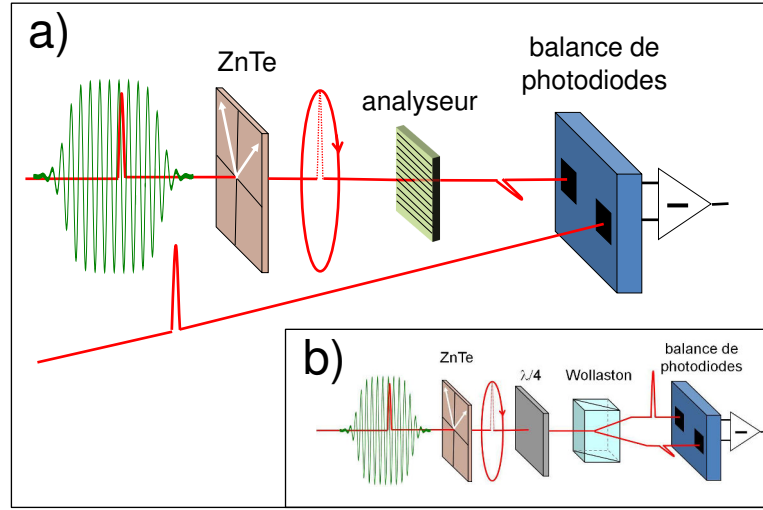 a)
ZnTe
analyseur
balance de
photodiodes
b)
ZnTe
λ/4
Wollaston
balance de
photodiodes